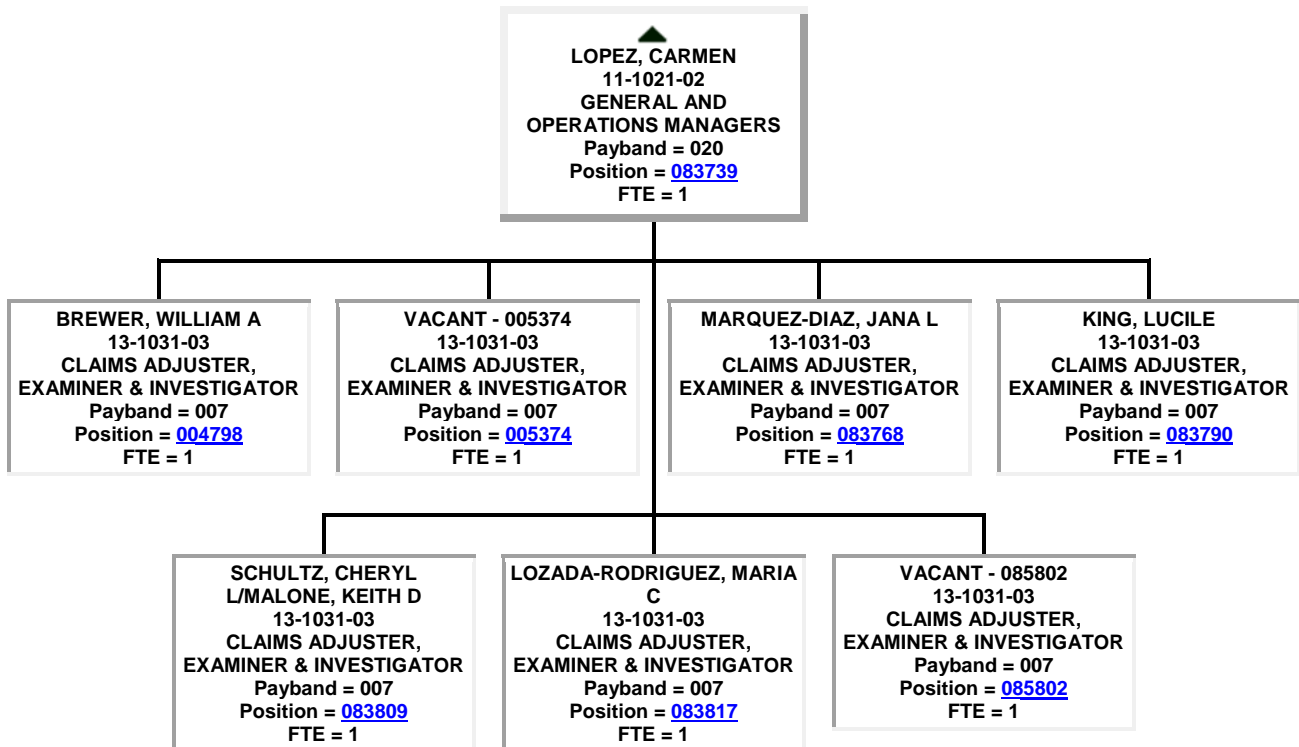 LOPEZ, CARMEN
11-1021-02
GENERAL AND
OPERATIONS MANAGERS
Payband = 020
Position = 083739
FTE = 1
BREWER, WILLIAM A
13-1031-03
CLAIMS ADJUSTER,
EXAMINER & INVESTIGATOR
Payband = 007
Position = 004798
FTE = 1
VACANT - 005374
13-1031-03
CLAIMS ADJUSTER,
EXAMINER & INVESTIGATOR
Payband = 007
Position = 005374
FTE = 1
MARQUEZ-DIAZ, JANA L
13-1031-03
CLAIMS ADJUSTER,
EXAMINER & INVESTIGATOR
Payband = 007
Position = 083768
FTE = 1
KING, LUCILE
13-1031-03
CLAIMS ADJUSTER,
EXAMINER & INVESTIGATOR
Payband = 007
Position = 083790
FTE = 1
SCHULTZ, CHERYL
L/MALONE, KEITH D
13-1031-03
CLAIMS ADJUSTER,
EXAMINER & INVESTIGATOR
Payband = 007
Position = 083809
FTE = 1
LOZADA-RODRIGUEZ, MARIA
C
13-1031-03
CLAIMS ADJUSTER,
EXAMINER & INVESTIGATOR
Payband = 007
Position = 083817
FTE = 1
VACANT - 085802
13-1031-03
CLAIMS ADJUSTER,
EXAMINER & INVESTIGATOR
Payband = 007
Position = 085802
FTE = 1